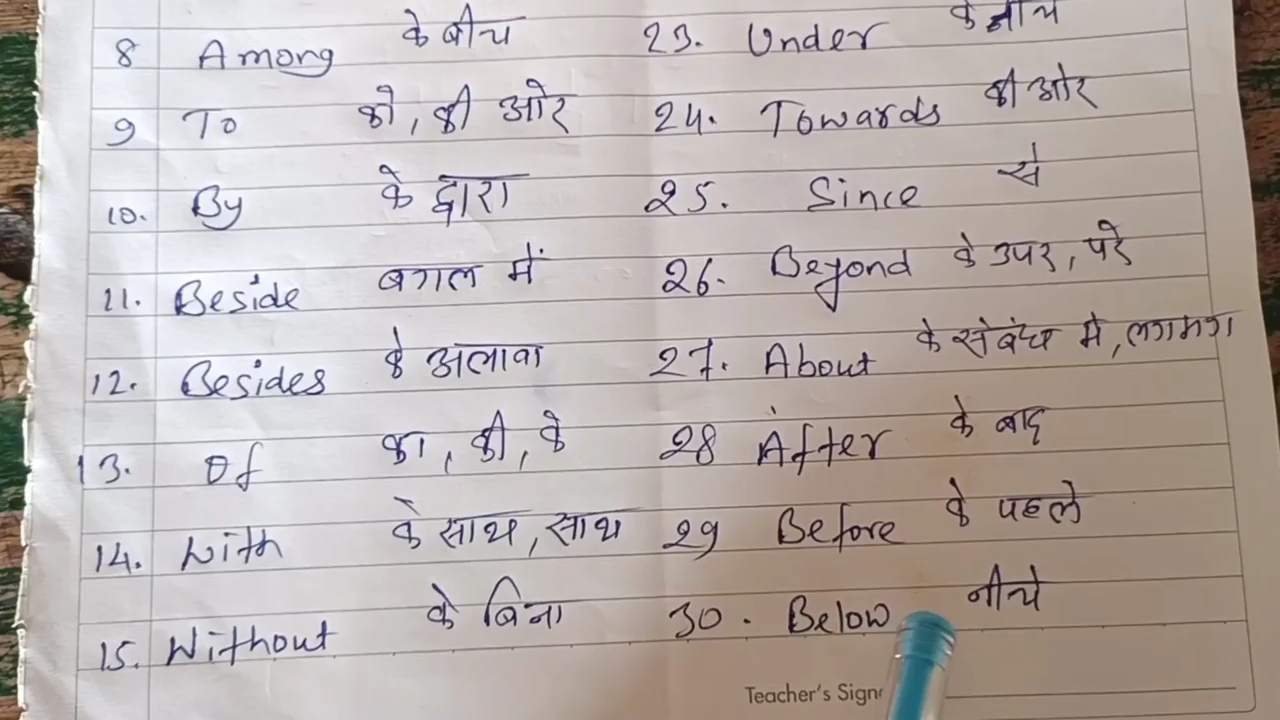 8 Among के बीच 23. Under के नीचे
9 To को, की ओर 24. Towards की ओर
10. By के द्वारा 25. Since से
11. Beside बगल में 26. Beyond के उपर, परे
12. Besides के अलावा 27. About के संबंध मे, लगभग
13. Of का, की, के 28 After के बाद
14. With के साथ, साथ 29 Before के पहले
15. Without के बिना 30. Below नीचे
Teacher's Sign